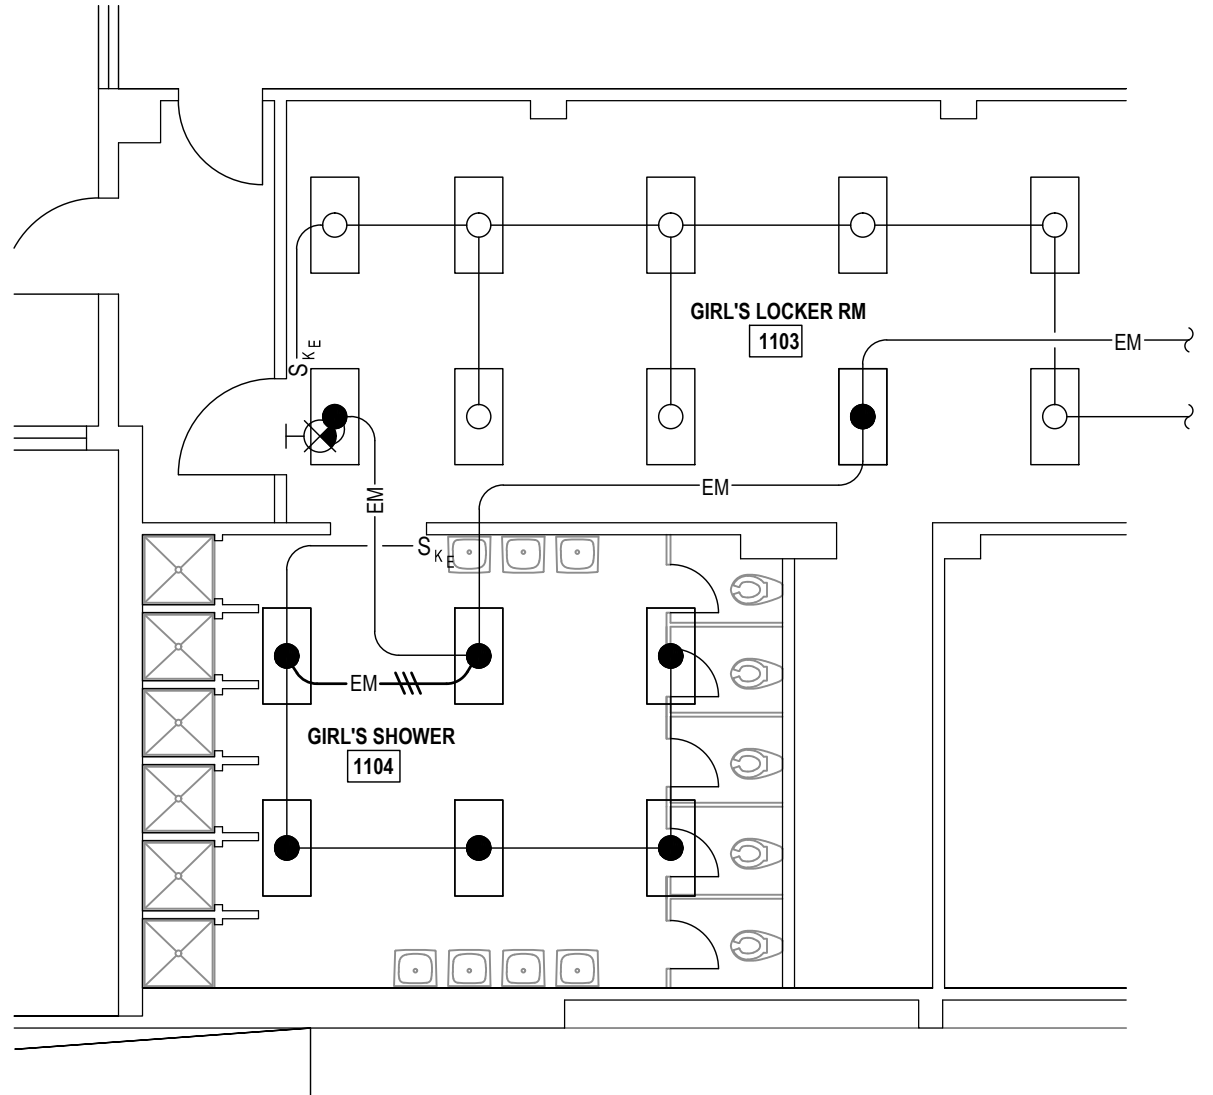 GIRL'S LOCKER RM
1103
EM
S K E
EM
EM
S K E
EM
GIRL'S SHOWER
1104